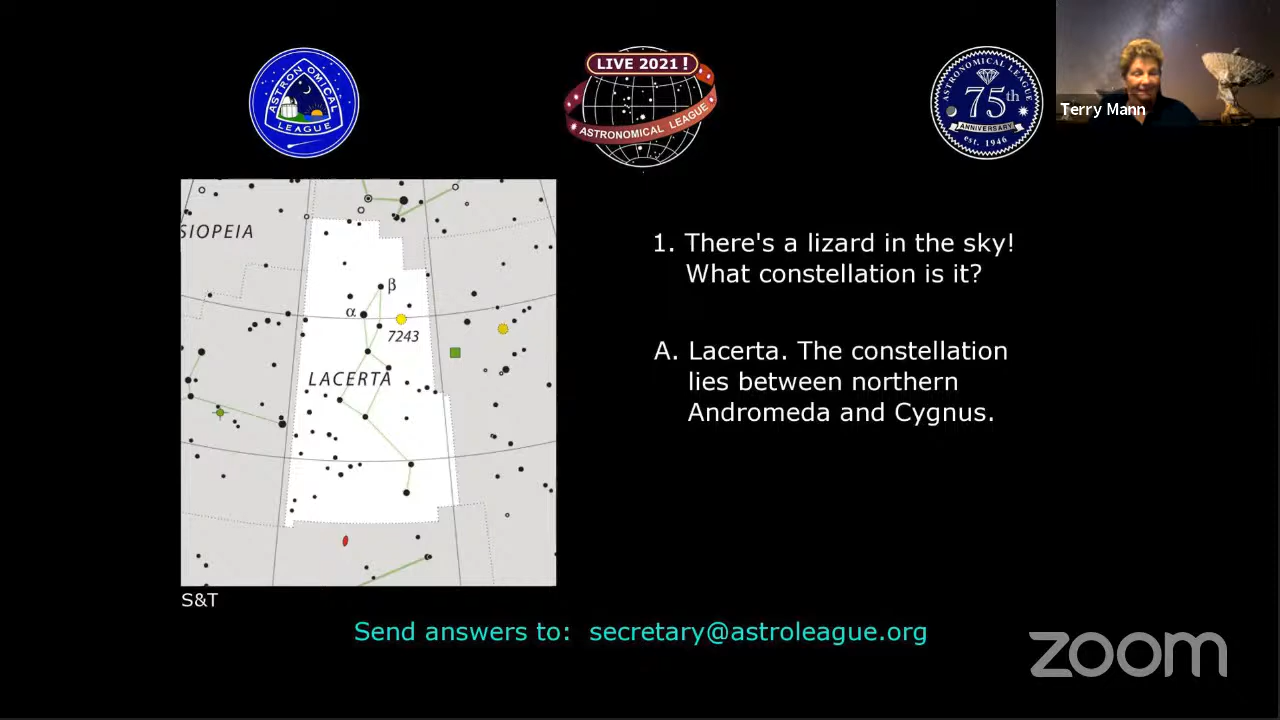 ASTRONOMICAL
LEAGUE
LIVE 2021!
ASTRONOMICAL LEAGUE
ASTRONOMICAL LEAGUE
75th
ANNIVERSARY
est. 1946
Terry Mann
SIOPEIA
β
α
7243
LACERTA
S&T
1. There's a lizard in the sky!
What constellation is it?
A. Lacerta. The constellation
lies between northern
Andromeda and Cygnus.
Send answers to: secretary@astroleague.org
zoom